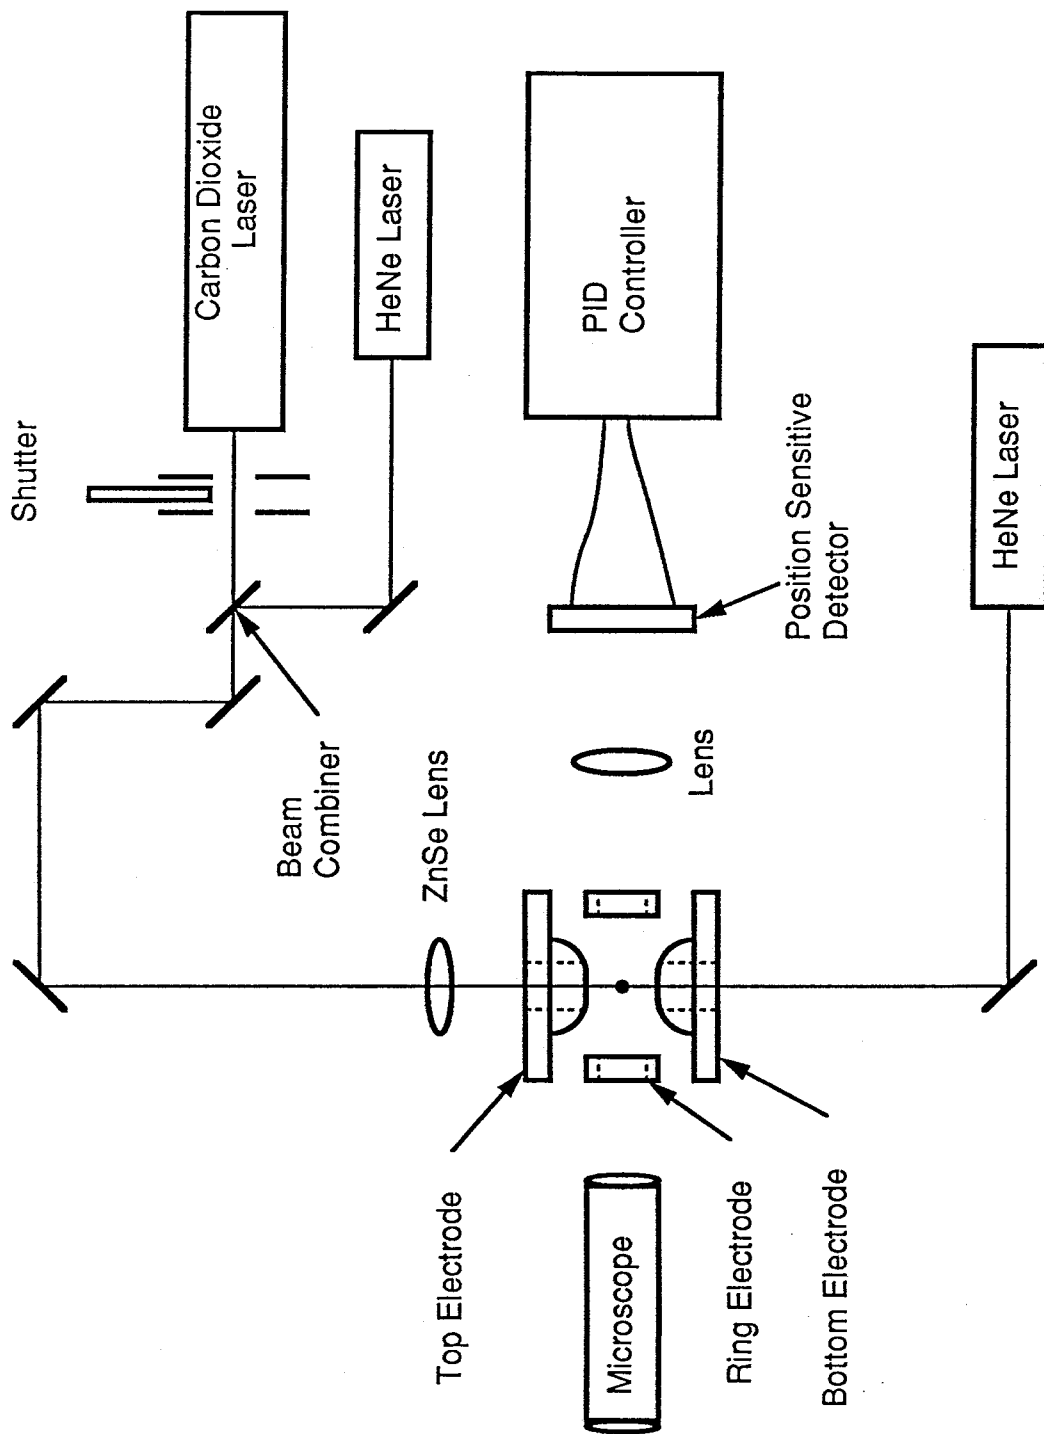 Shutter
Carbon Dioxide
Laser
HeNe Laser
Beam
Combiner
ZnSe Lens
PID
Controller
Position Sensitive
Detector
Lens
HeNe Laser
Top Electrode
Microscope
Ring Electrode
Bottom Electrode